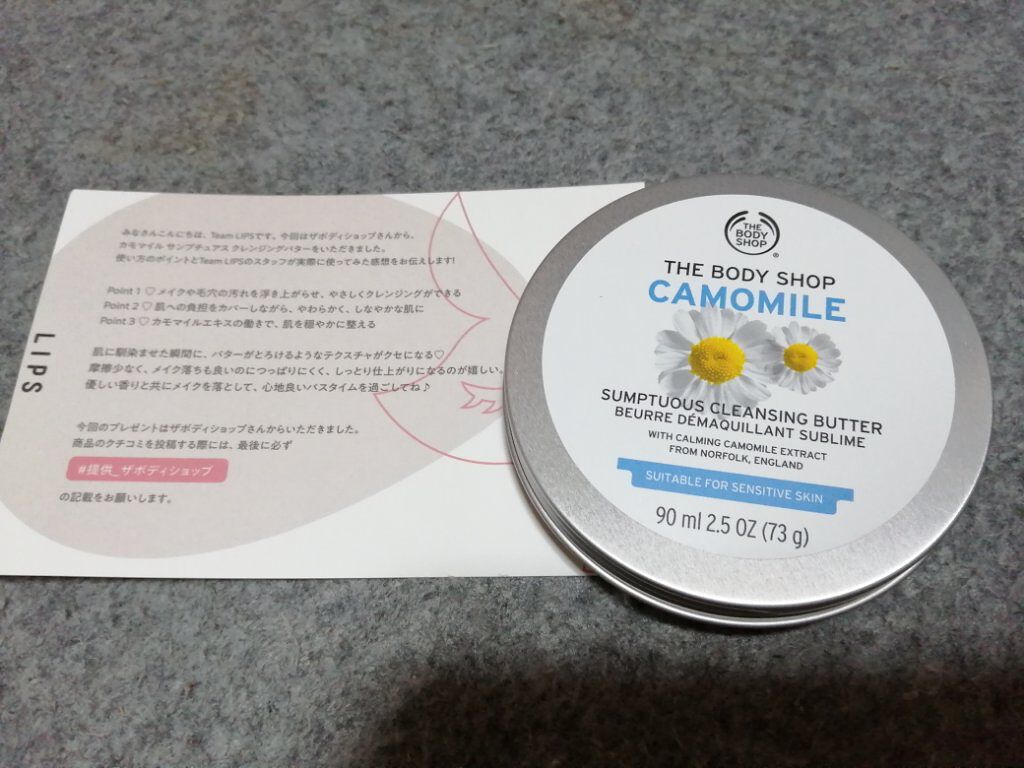 LIPS
みなさんこんにちは、Team LIPSです。今回はザボディショップさんから、
カモマイル サンプチュアス クレンジングバターをいただきました。
使い方のポイントとTeam LIPSのスタッフが実際に使ってみた感想をお伝えします!
Point 1 ♡ メイクや毛穴の汚れを浮き上がらせ、やさしくクレンジングができる
Point 2 ♡ 肌への負担をカバーしながら、やわらかく、しなやかな肌に
Point 3 ♡ カモマイルエキスの働きで、肌を穏やかに整える
肌に馴染ませた瞬間に、バターがとろけるようなテクスチャがクセになる♡
摩擦少なく、メイク落ちも良いのにつっぱりにくく、しっとり仕上がりになるのが嬉しい。
優しい香りと共にメイクを落として、心地良いバスタイムを過ごしてね♪
今回のプレゼントはザボディショップさんからいただきました。
商品のクチコミを投稿する際には、最後に必ず
#提供_ザボディショップ
の記載をお願いします。
THE
BODY
SHOP
®
THE BODY SHOP
CAMOMILE
SUMPTUOUS CLEANSING BUTTER
BEURRE DÉMAQUILLANT SUBLIME
WITH CALMING CAMOMILE EXTRACT
FROM NORFOLK, ENGLAND
SUITABLE FOR SENSITIVE SKIN
90 ml 2.5 OZ (73 g)